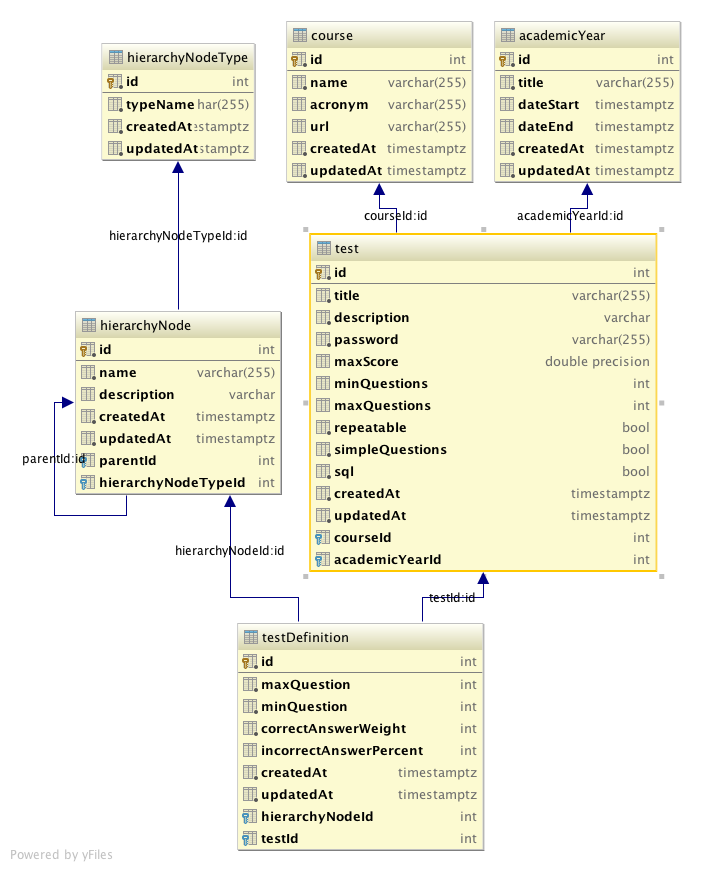 hierarchyNodeType
id int
typeName har(255)
createdAt estamptz
updatedAt stamptz
course
id int
name varchar(255)
acronym varchar(255)
url varchar(255)
createdAt timestamptz
updatedAt timestamptz
academicYear
id int
title varchar(255)
dateStart timestamptz
dateEnd timestamptz
createdAt timestamptz
updatedAt timestamptz
hierarchyNodeTypeId:id
courseId:id
academicYearId:id
hierarchyNode
id int
name varchar(255)
description varchar
createdAt timestamptz
updatedAt timestamptz
parentId int
hierarchyNodeTypeId int
parentId:id
test
id int
title varchar(255)
description varchar
password varchar(255)
maxScore double precision
minQuestions int
maxQuestions int
repeatable bool
simpleQuestions bool
sql bool
createdAt timestamptz
updatedAt timestamptz
courseId int
academicYearId int
hierarchyNodeId:id
testId:id
testDefinition
id int
maxQuestion int
minQuestion int
correctAnswerWeight int
incorrectAnswerPercent int
createdAt timestamptz
updatedAt timestamptz
hierarchyNodeId int
testId int
Powered by yFiles